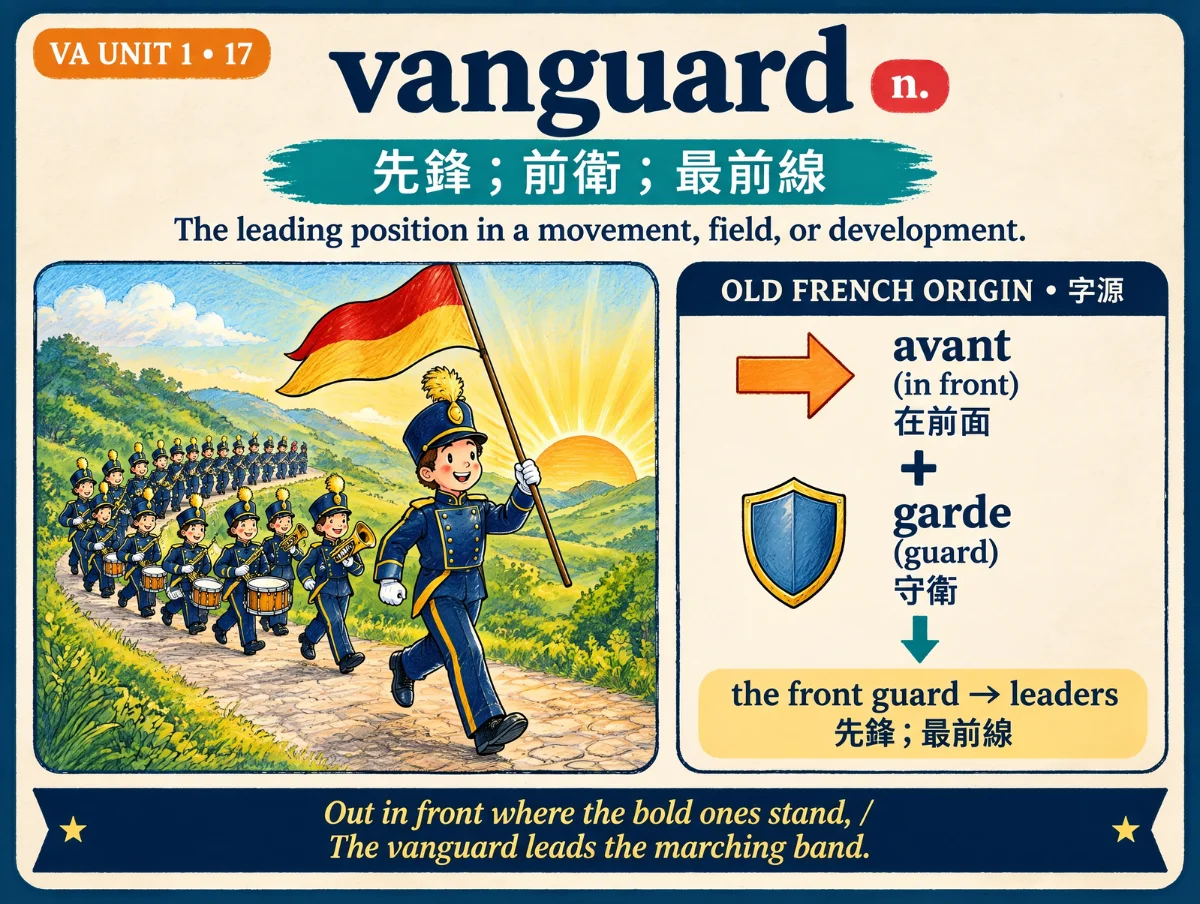 VA UNIT 1 • 17
vanguard n.
先鋒；前衛；最前線
The leading position in a movement, field, or development.
OLD FRENCH ORIGIN • 字源
avant
(in front)
在前面
+
garde
(guard)
守衛
the front guard → leaders
先鋒；最前線
Out in front where the bold ones stand, /
The vanguard leads the marching band.